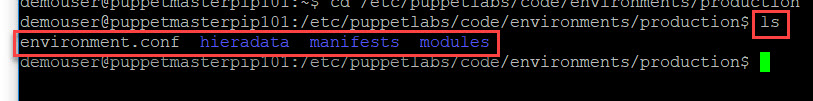 demouser@puppetmasterpip101:~$ cd /etc/puppetlabs/code/environments/production
demouser@puppetmasterpip101:/etc/puppetlabs/code/environments/production$ ls
environment.conf hieradata manifests modules
demouser@puppetmasterpip101:/etc/puppetlabs/code/environments/production$